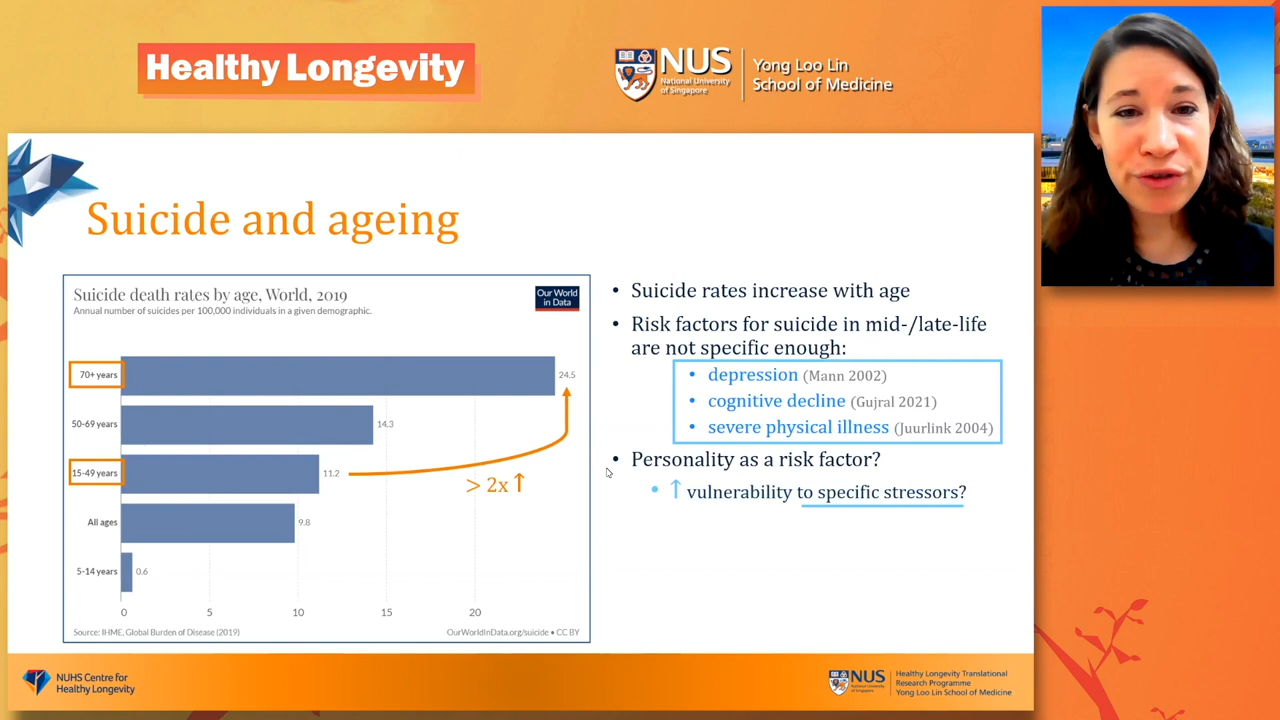 Healthy Longevity
NUS
National University
of Singapore
Yong Loo Lin
School of Medicine
Suicide and ageing
Suicide death rates by age, World, 2019
Annual number of suicides per 100,000 individuals in a given demographic.
Our World
in Data
70+ years
24.5
50-69 years
14.3
15-49 years
11.2
> 2x ↑
All ages
9.8
5-14 years
0.6
0 5 10 15 20
Source: IHME, Global Burden of Disease (2019)
OurWorldInData.org/suicide • CC BY
• Suicide rates increase with age
• Risk factors for suicide in mid-/late-life
are not specific enough:
• depression (Mann 2002)
• cognitive decline (Gujral 2021)
• severe physical illness (Juurlink 2004)
• Personality as a risk factor?
• ↑ vulnerability to specific stressors?
NUHS Centre for
Healthy Longevity
NUS
National University
of Singapore
Healthy Longevity Translational
Research Programme
Yong Loo Lin School of Medicine